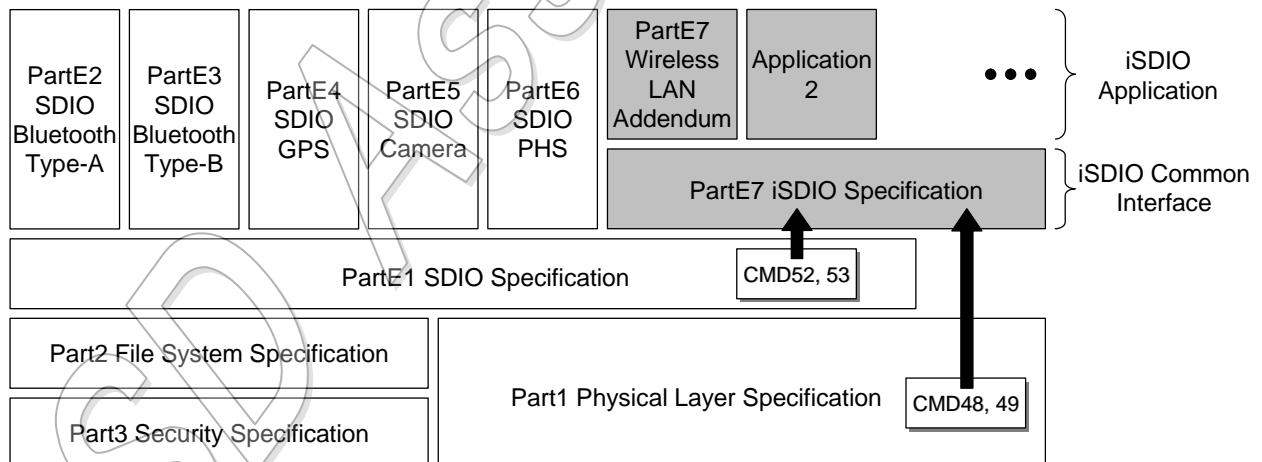 PartE2
SDIO
Bluetooth
Type-A
PartE3
SDIO
Bluetooth
Type-B
PartE4
SDIO
GPS
PartE5
SDIO
Camera
PartE6
SDIO
PHS
PartE7
Wireless
LAN
Addendum
Application
2
•••
iSDIO
Application
PartE7 iSDIO Specification
iSDIO Common
Interface
PartE1 SDIO Specification
CMD52, 53
Part2 File System Specification
Part1 Physical Layer Specification
CMD48, 49
Part3 Security Specification
SD Ass